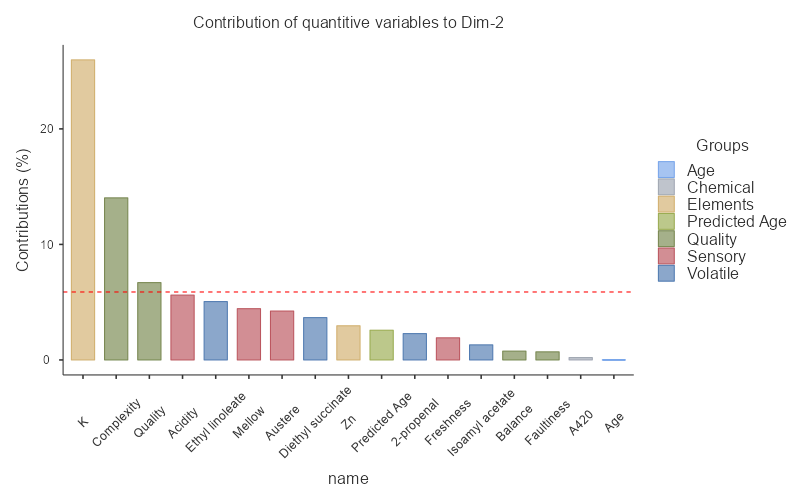 Contribution of quantitive variables to Dim-2
Contributions (%)
20
10
0
K
Complexity
Quality
Acidity
Ethyl linoleate
Mellow
Austere
Diethyl succinate
Zn
Predicted Age
2-propenal
Freshness
Isoamyl acetate
Balance
Faultiness
A420
Age
name
Groups
Age
Chemical
Elements
Predicted Age
Quality
Sensory
Volatile